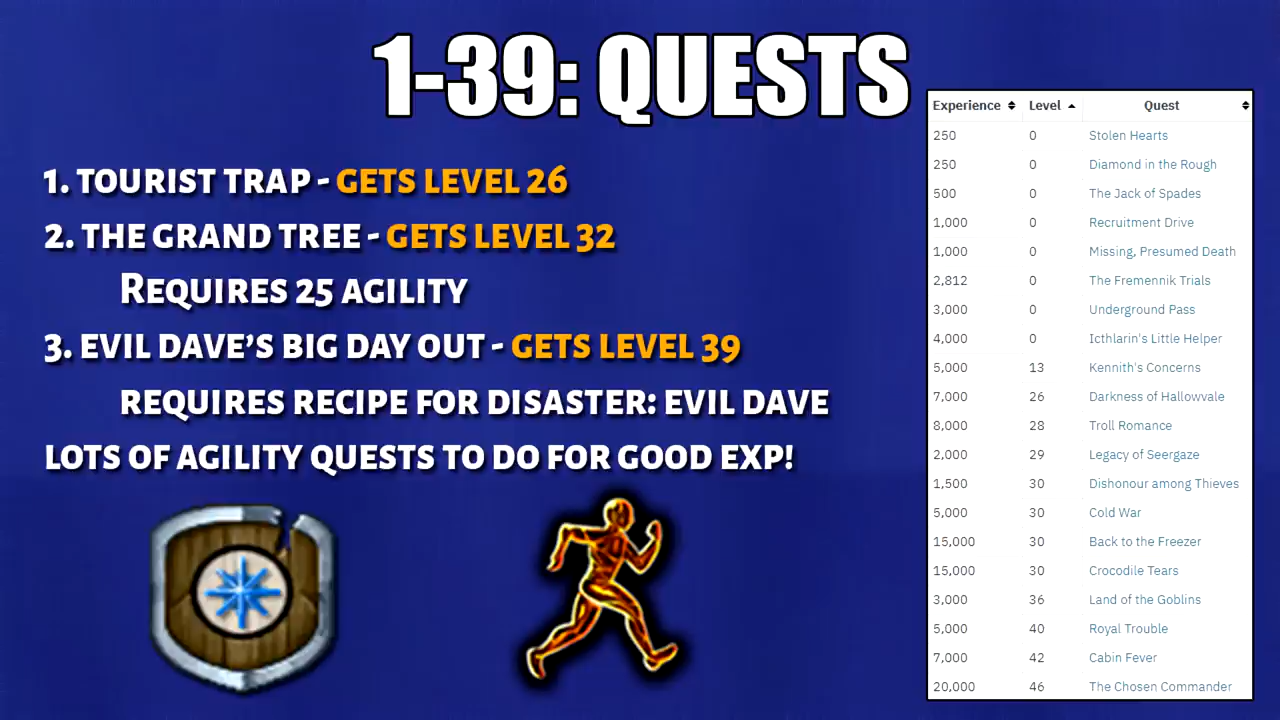 1-39: QUESTS
1. TOURIST TRAP - GETS LEVEL 26
2. THE GRAND TREE - GETS LEVEL 32
REQUIRES 25 AGILITY
3. EVIL DAVE'S BIG DAY OUT - GETS LEVEL 39
REQUIRES RECIPE FOR DISASTER: EVIL DAVE
LOTS OF AGILITY QUESTS TO DO FOR GOOD EXP!
Experience Level Quest
250 0 Stolen Hearts
250 0 Diamond in the Rough
500 0 The Jack of Spades
1,000 0 Recruitment Drive
1,000 0 Missing, Presumed Death
2,812 0 The Fremennik Trials
3,000 0 Underground Pass
4,000 0 Icthlarin's Little Helper
5,000 13 Kennith's Concerns
7,000 26 Darkness of Hallowvale
8,000 28 Troll Romance
2,000 29 Legacy of Seergaze
1,500 30 Dishonour among Thieves
5,000 30 Cold War
15,000 30 Back to the Freezer
15,000 30 Crocodile Tears
3,000 36 Land of the Goblins
5,000 40 Royal Trouble
7,000 42 Cabin Fever
20,000 46 The Chosen Commander